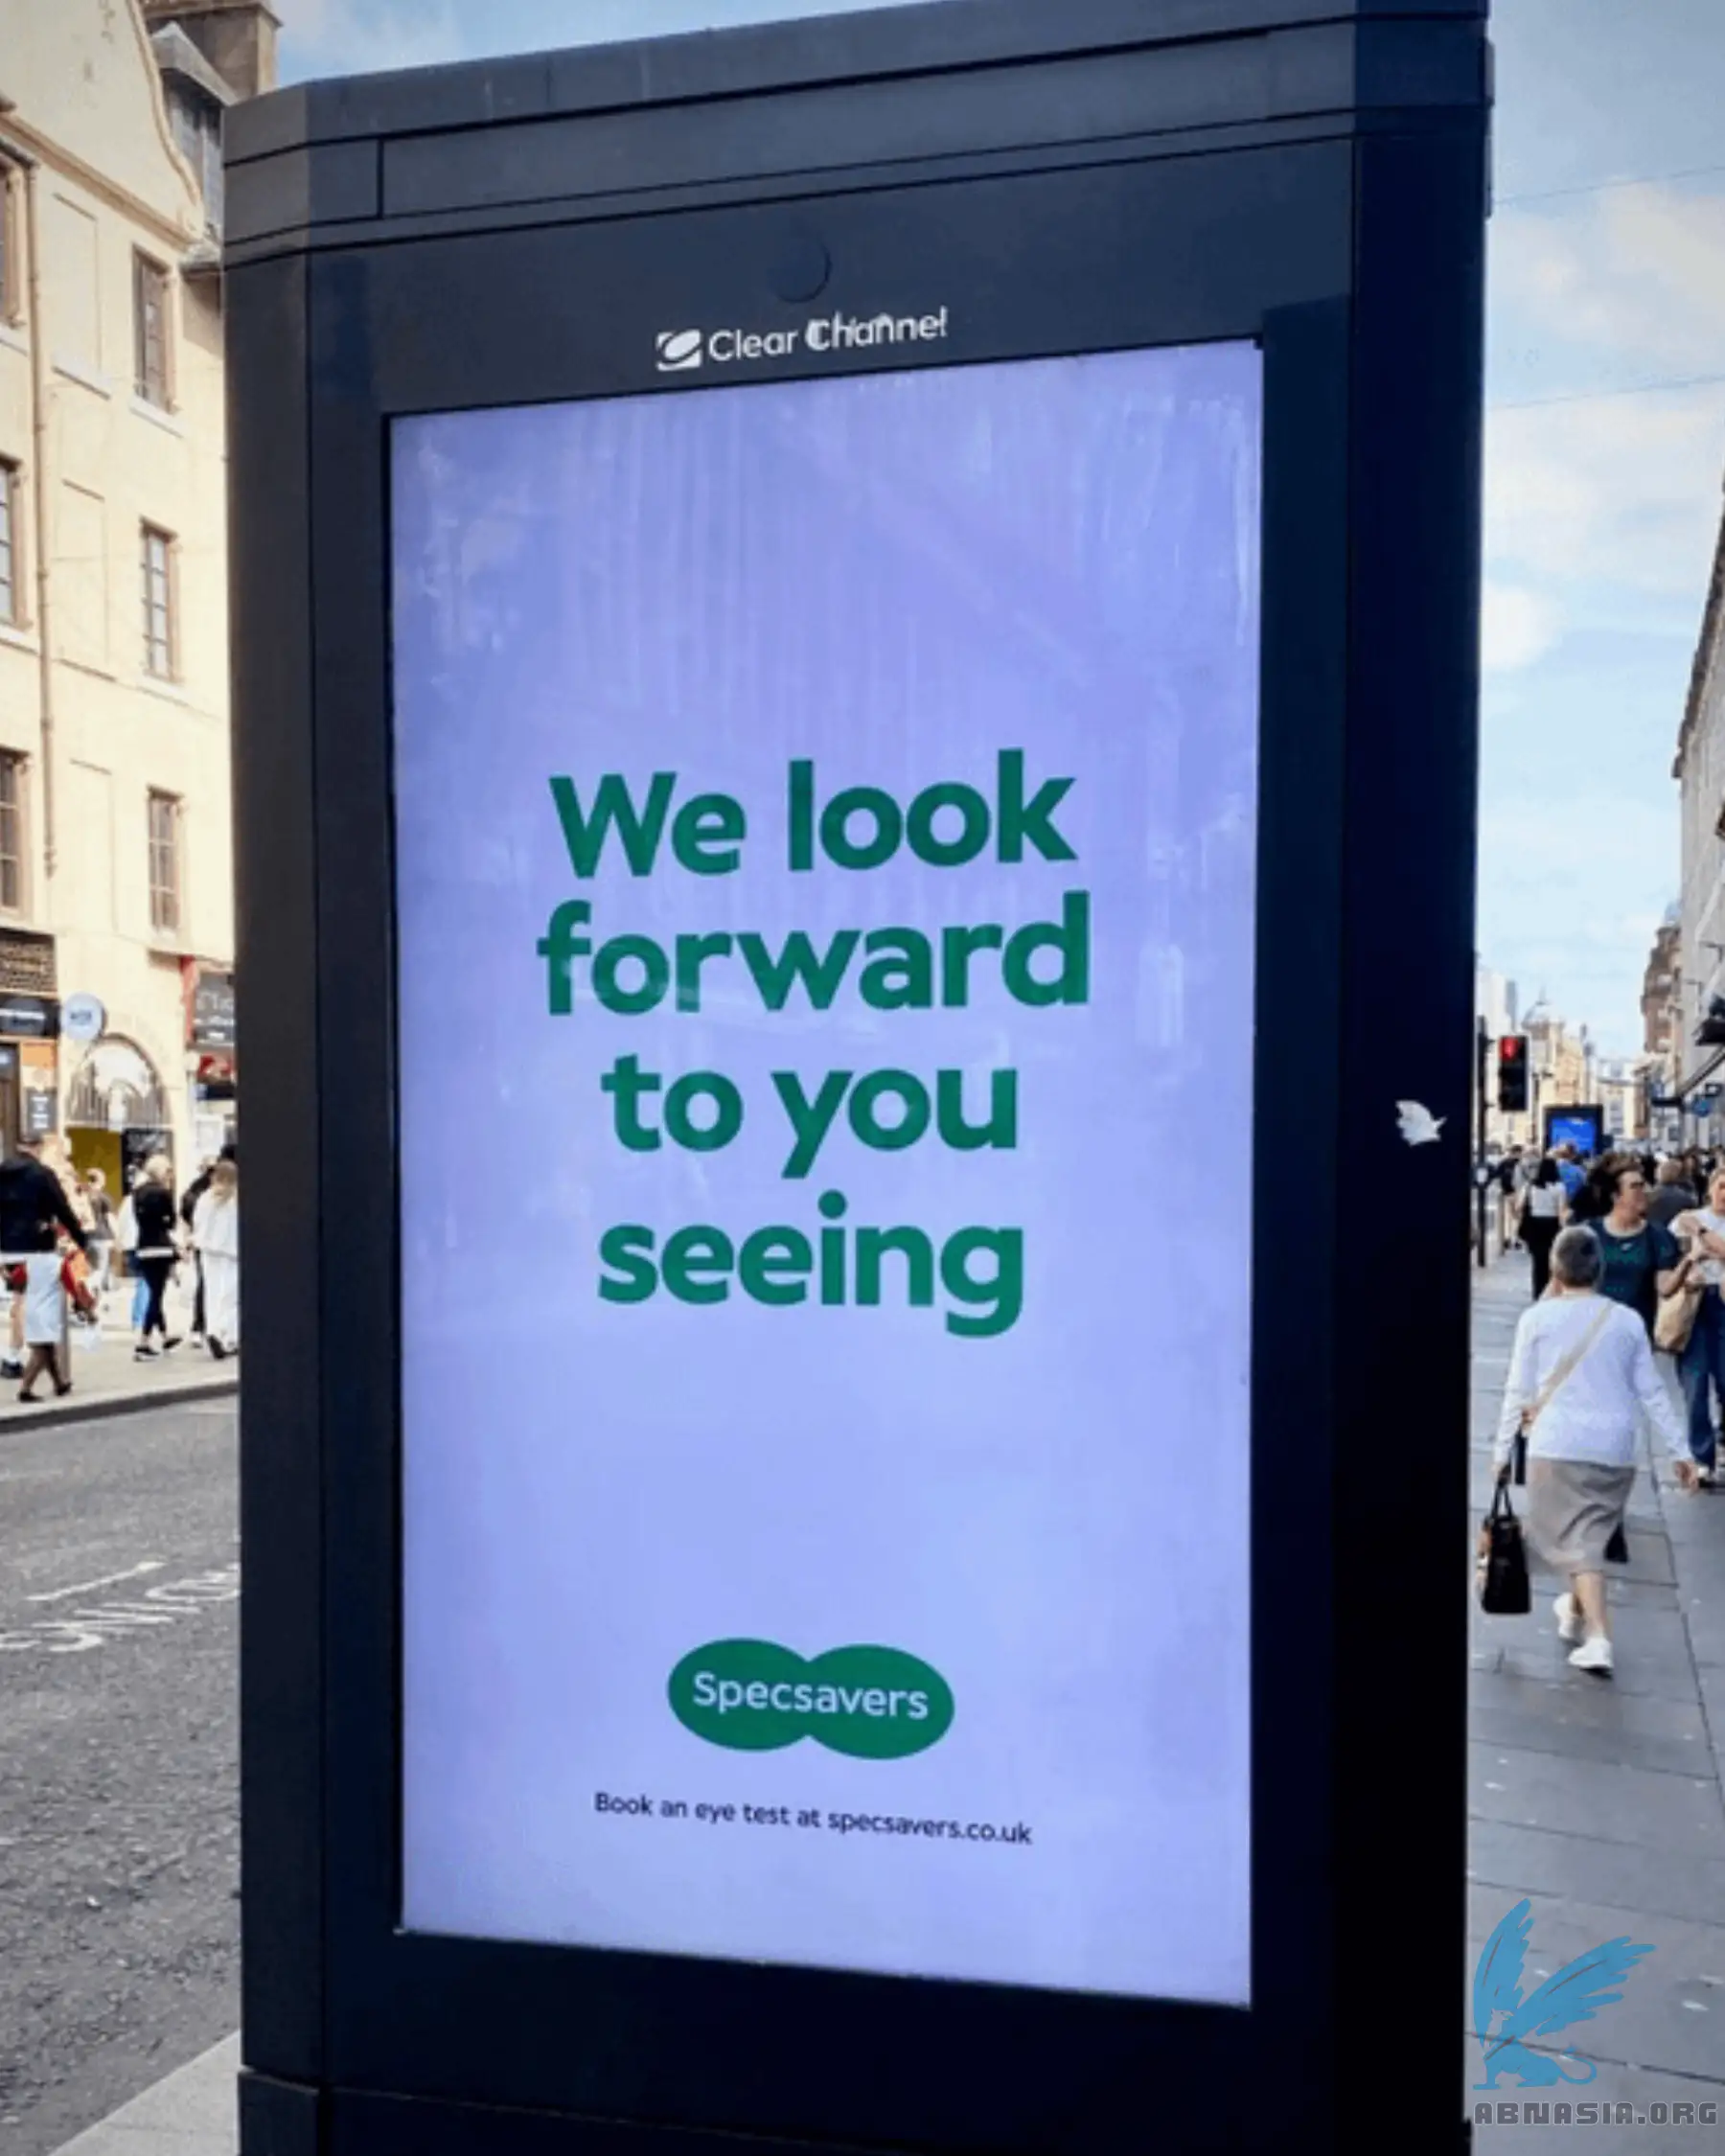 Clear Channel
We look
forward
to you
seeing
Specsavers
Book an eye test at specsavers.co.uk
ABNASIA.ORG